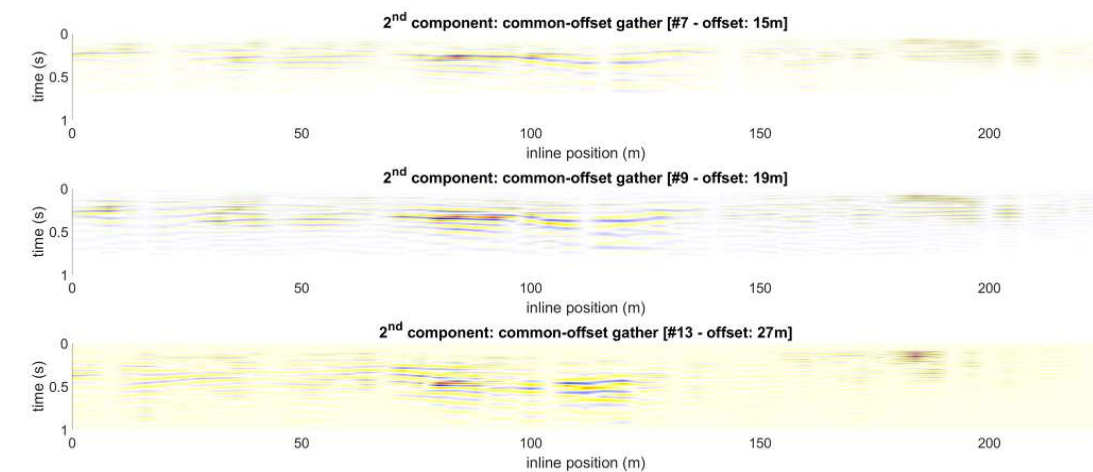 2nd component: common-offset gather [#7 - offset: 15m]
0
0.5
1
time (s)
0 50 100 150 200
inline position (m)
2nd component: common-offset gather [#9 - offset: 19m]
0
0.5
1
time (s)
0 50 100 150 200
inline position (m)
2nd component: common-offset gather [#13 - offset: 27m]
0
0.5
1
time (s)
0 50 100 150 200
inline position (m)